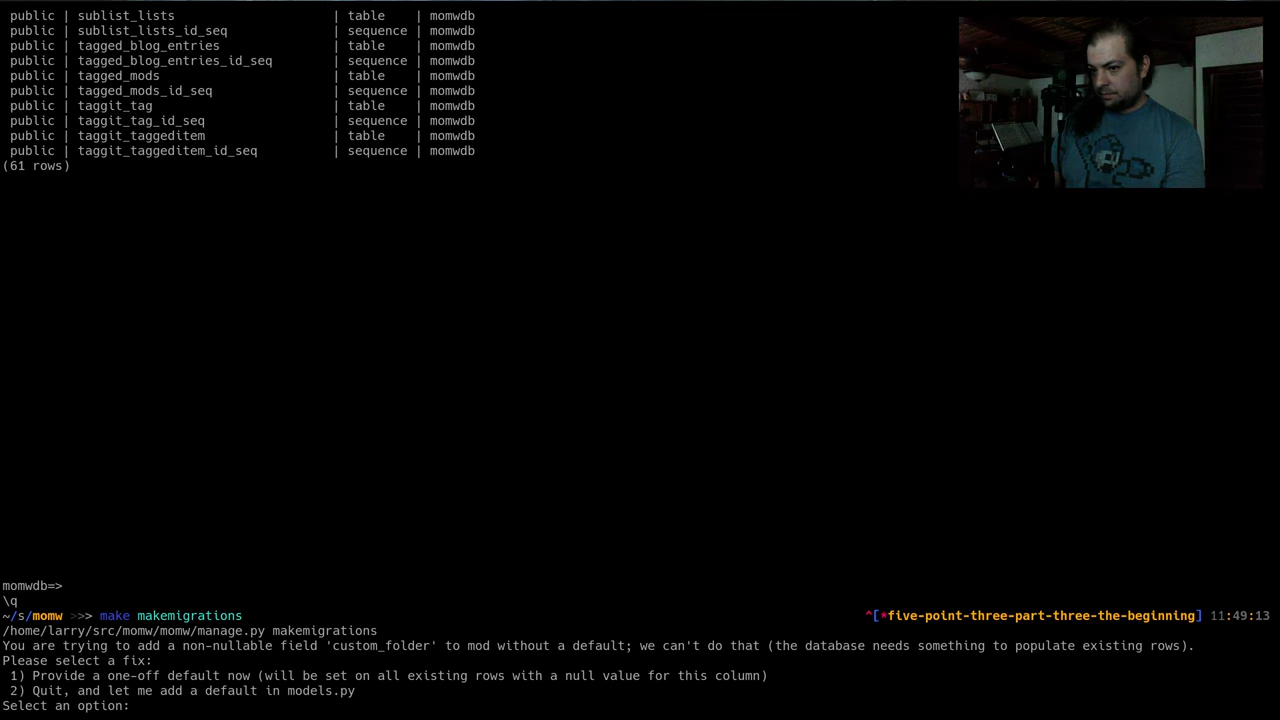 public | sublist_lists | table | momwdb
public | sublist_lists_id_seq | sequence | momwdb
public | tagged_blog_entries | table | momwdb
public | tagged_blog_entries_id_seq | sequence | momwdb
public | tagged_mods | table | momwdb
public | tagged_mods_id_seq | sequence | momwdb
public | taggit_tag | table | momwdb
public | taggit_tag_id_seq | sequence | momwdb
public | taggit_taggeditem | table | momwdb
public | taggit_taggeditem_id_seq | sequence | momwdb
(61 rows)
momwdb=>
\q
~/s/momw >>> make makemigrations ^[*five-point-three-part-three-the-beginning] 11:49:13
/home/larry/src/momw/momw/manage.py makemigrations
You are trying to add a non-nullable field 'custom_folder' to mod without a default; we can't do that (the database needs something to populate existing rows).
Please select a fix:
1) Provide a one-off default now (will be set on all existing rows with a null value for this column)
2) Quit, and let me add a default in models.py
Select an option: